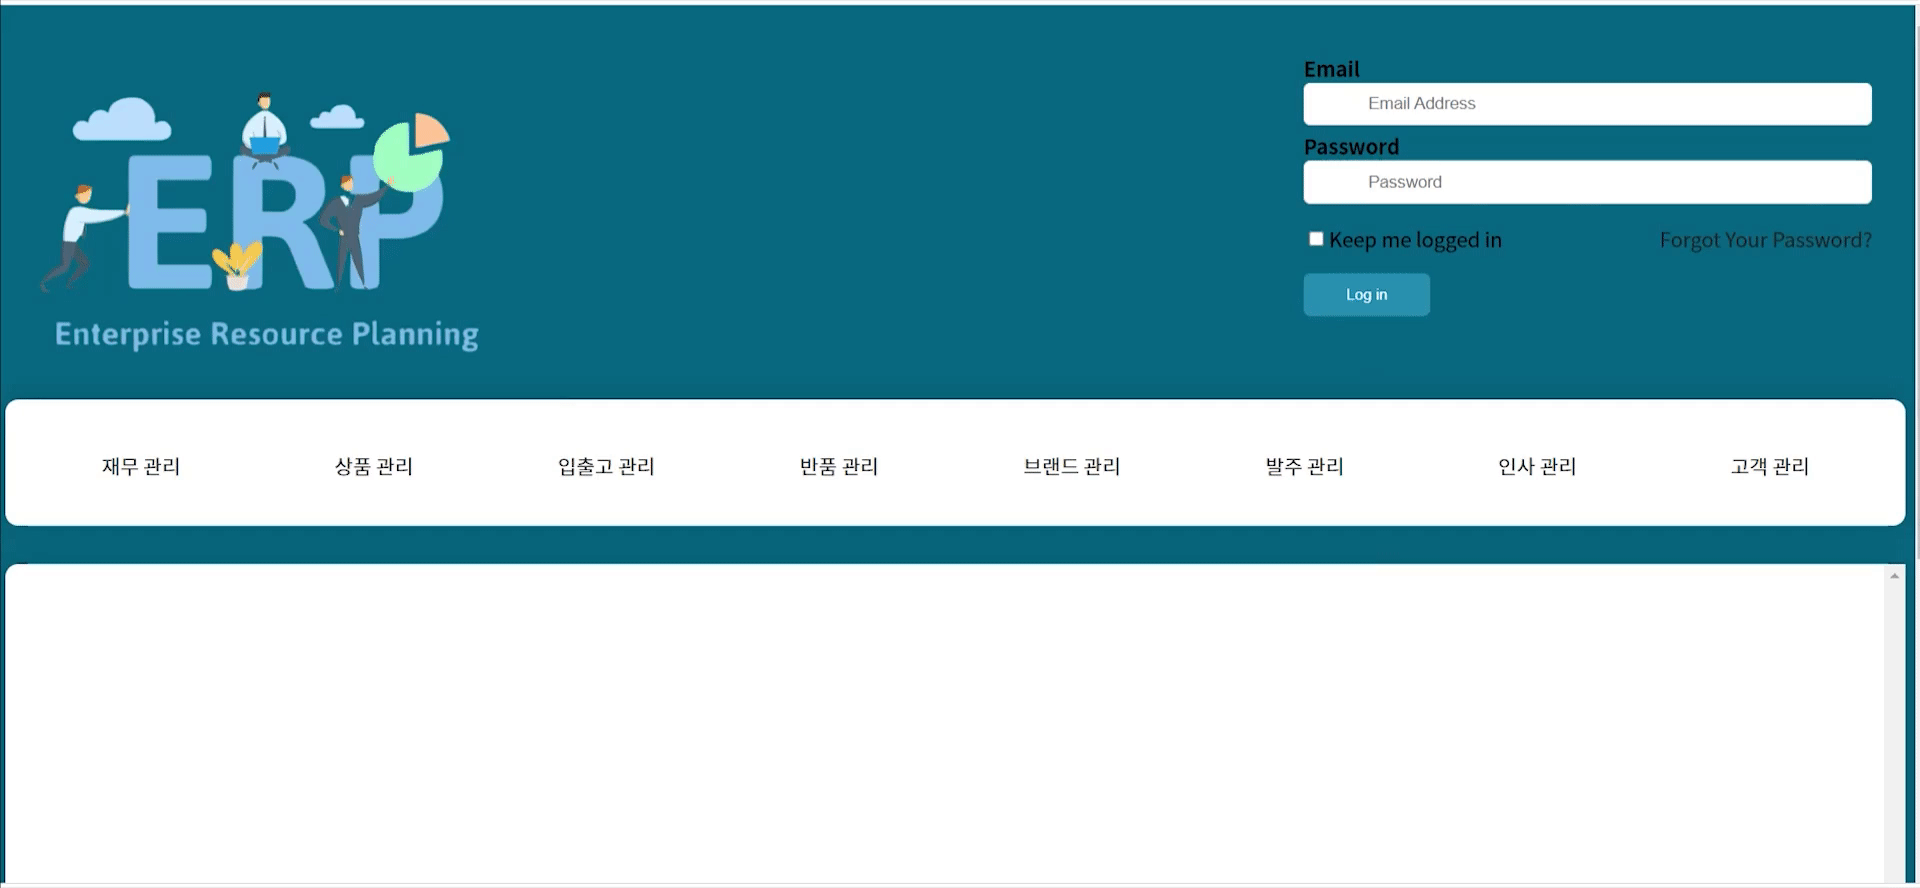 ERP
Enterprise Resource Planning
Email
Email Address
Password
Password
Keep me logged in
Forgot Your Password?
Log in
재무 관리
상품 관리
입출고 관리
반품 관리
브랜드 관리
발주 관리
인사 관리
고객 관리